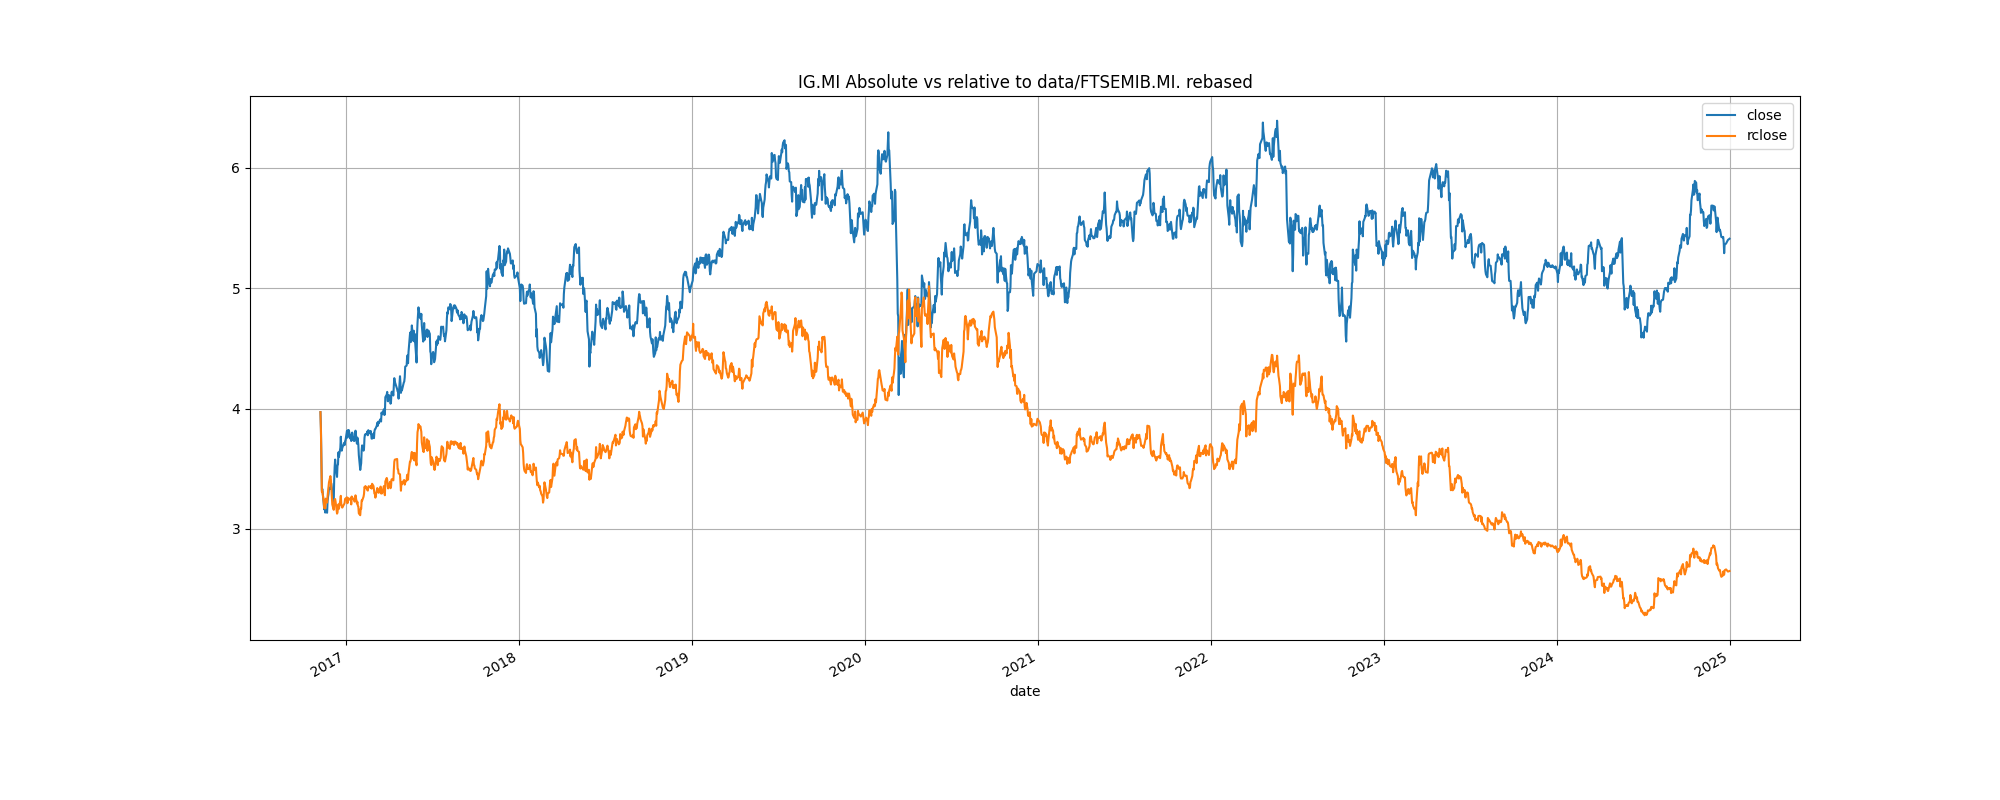 IG.MI Absolute vs relative to data/FTSEMIB.MI. rebased
close
rclose
6
5
4
3
2017 2018 2019 2020 2021 2022 2023 2024 2025
date